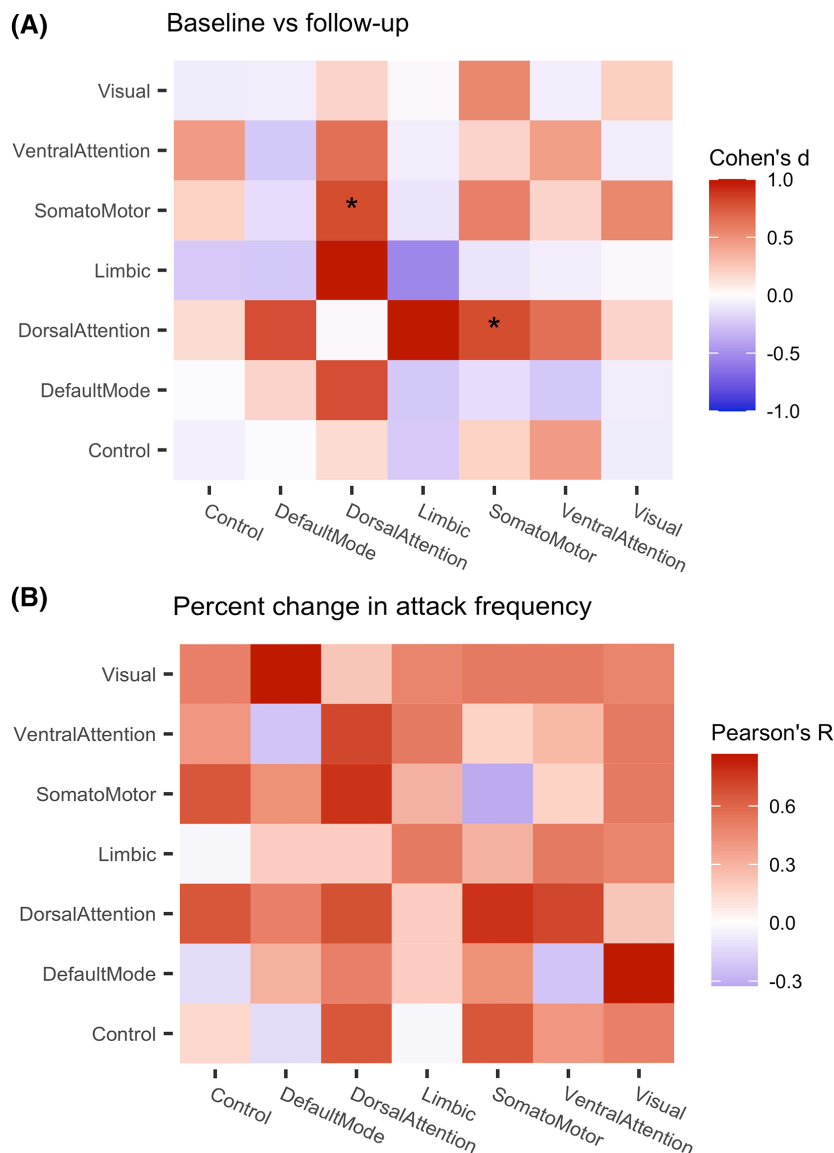 (A)
Baseline vs follow-up
Visual
VentralAttention
SomatoMotor
*
Limbic
DorsalAttention
*
DefaultMode
Control
Control
DefaultMode
DorsalAttention
Limbic
SomatoMotor
VentralAttention
Visual
Cohen's d
1.0
0.5
0.0
-0.5
-1.0
(B)
Percent change in attack frequency
Visual
VentralAttention
SomatoMotor
Limbic
DorsalAttention
DefaultMode
Control
Control
DefaultMode
DorsalAttention
Limbic
SomatoMotor
VentralAttention
Visual
Pearson's R
0.6
0.3
0.0
-0.3